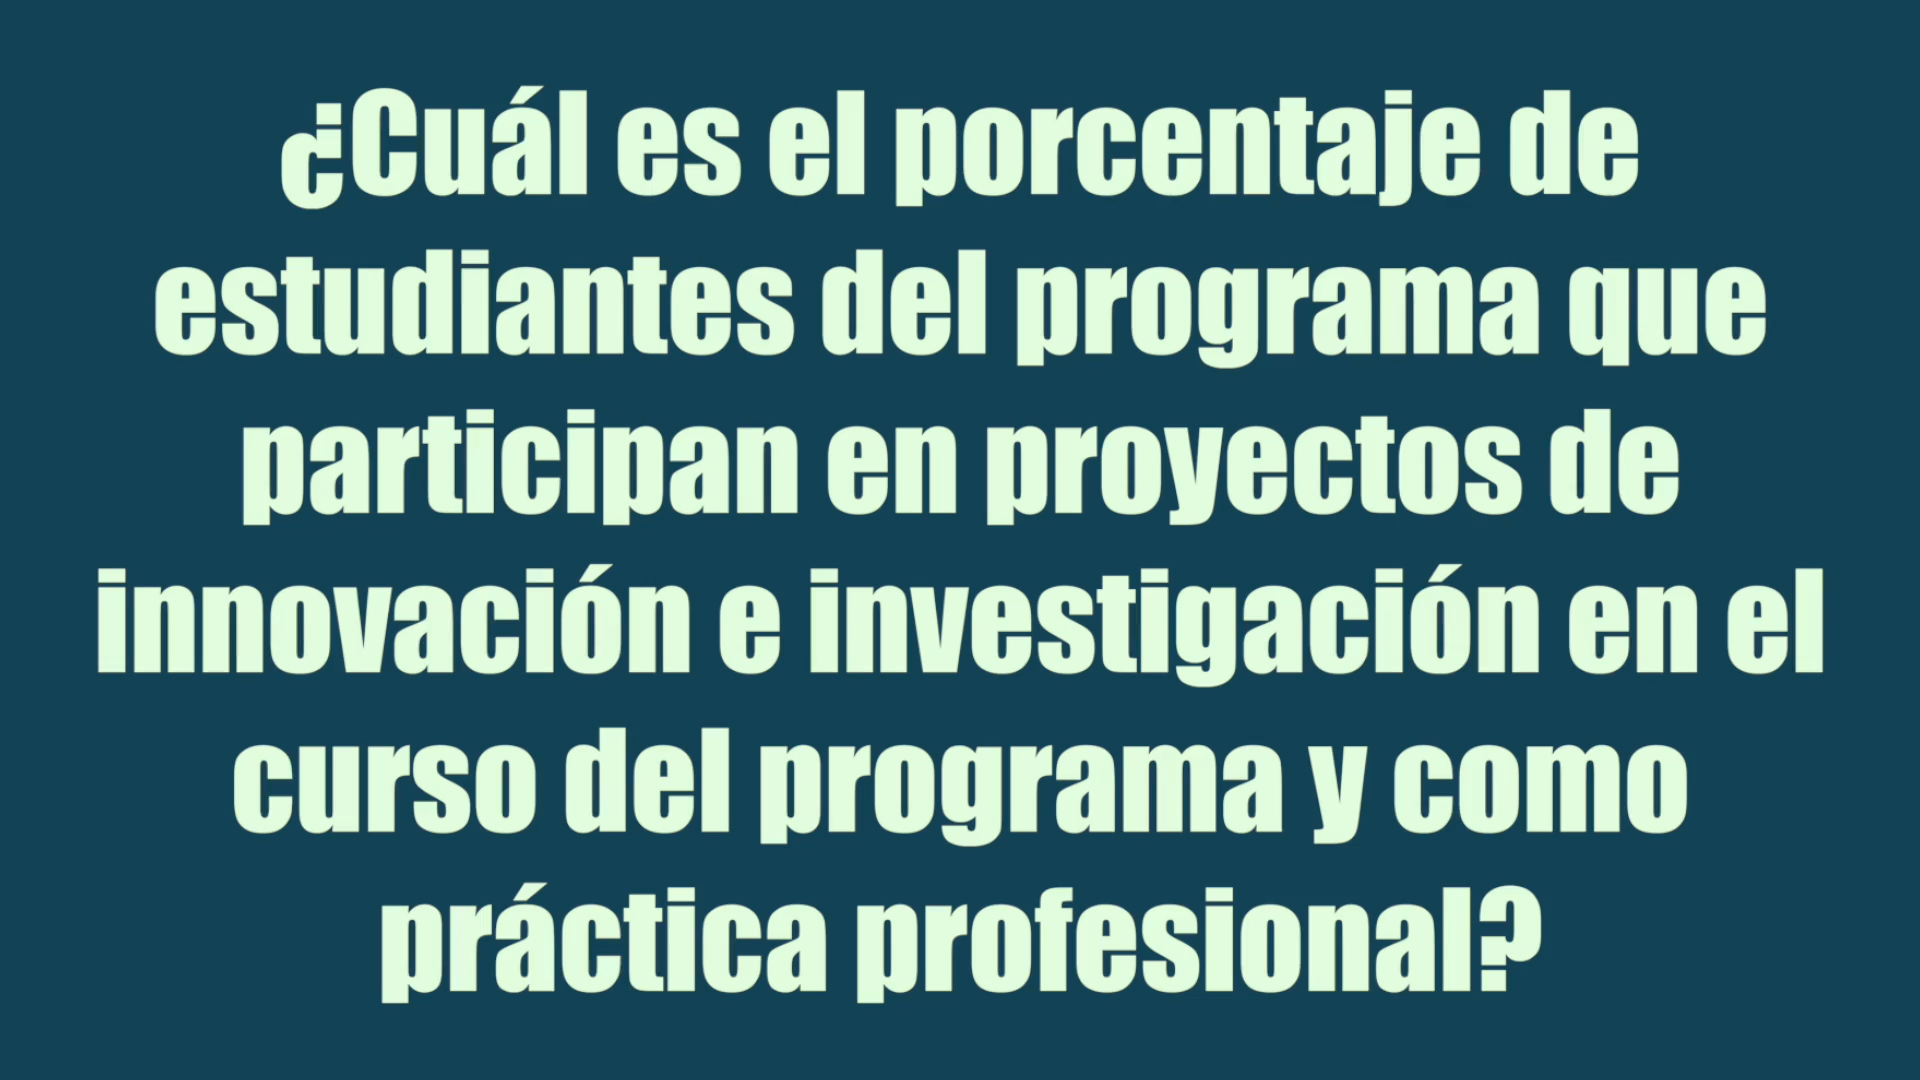 ¿Cuál es el porcentaje de
estudiantes del programa que
participan en proyectos de
innovación e investigación en el
curso del programa y como
práctica profesional?